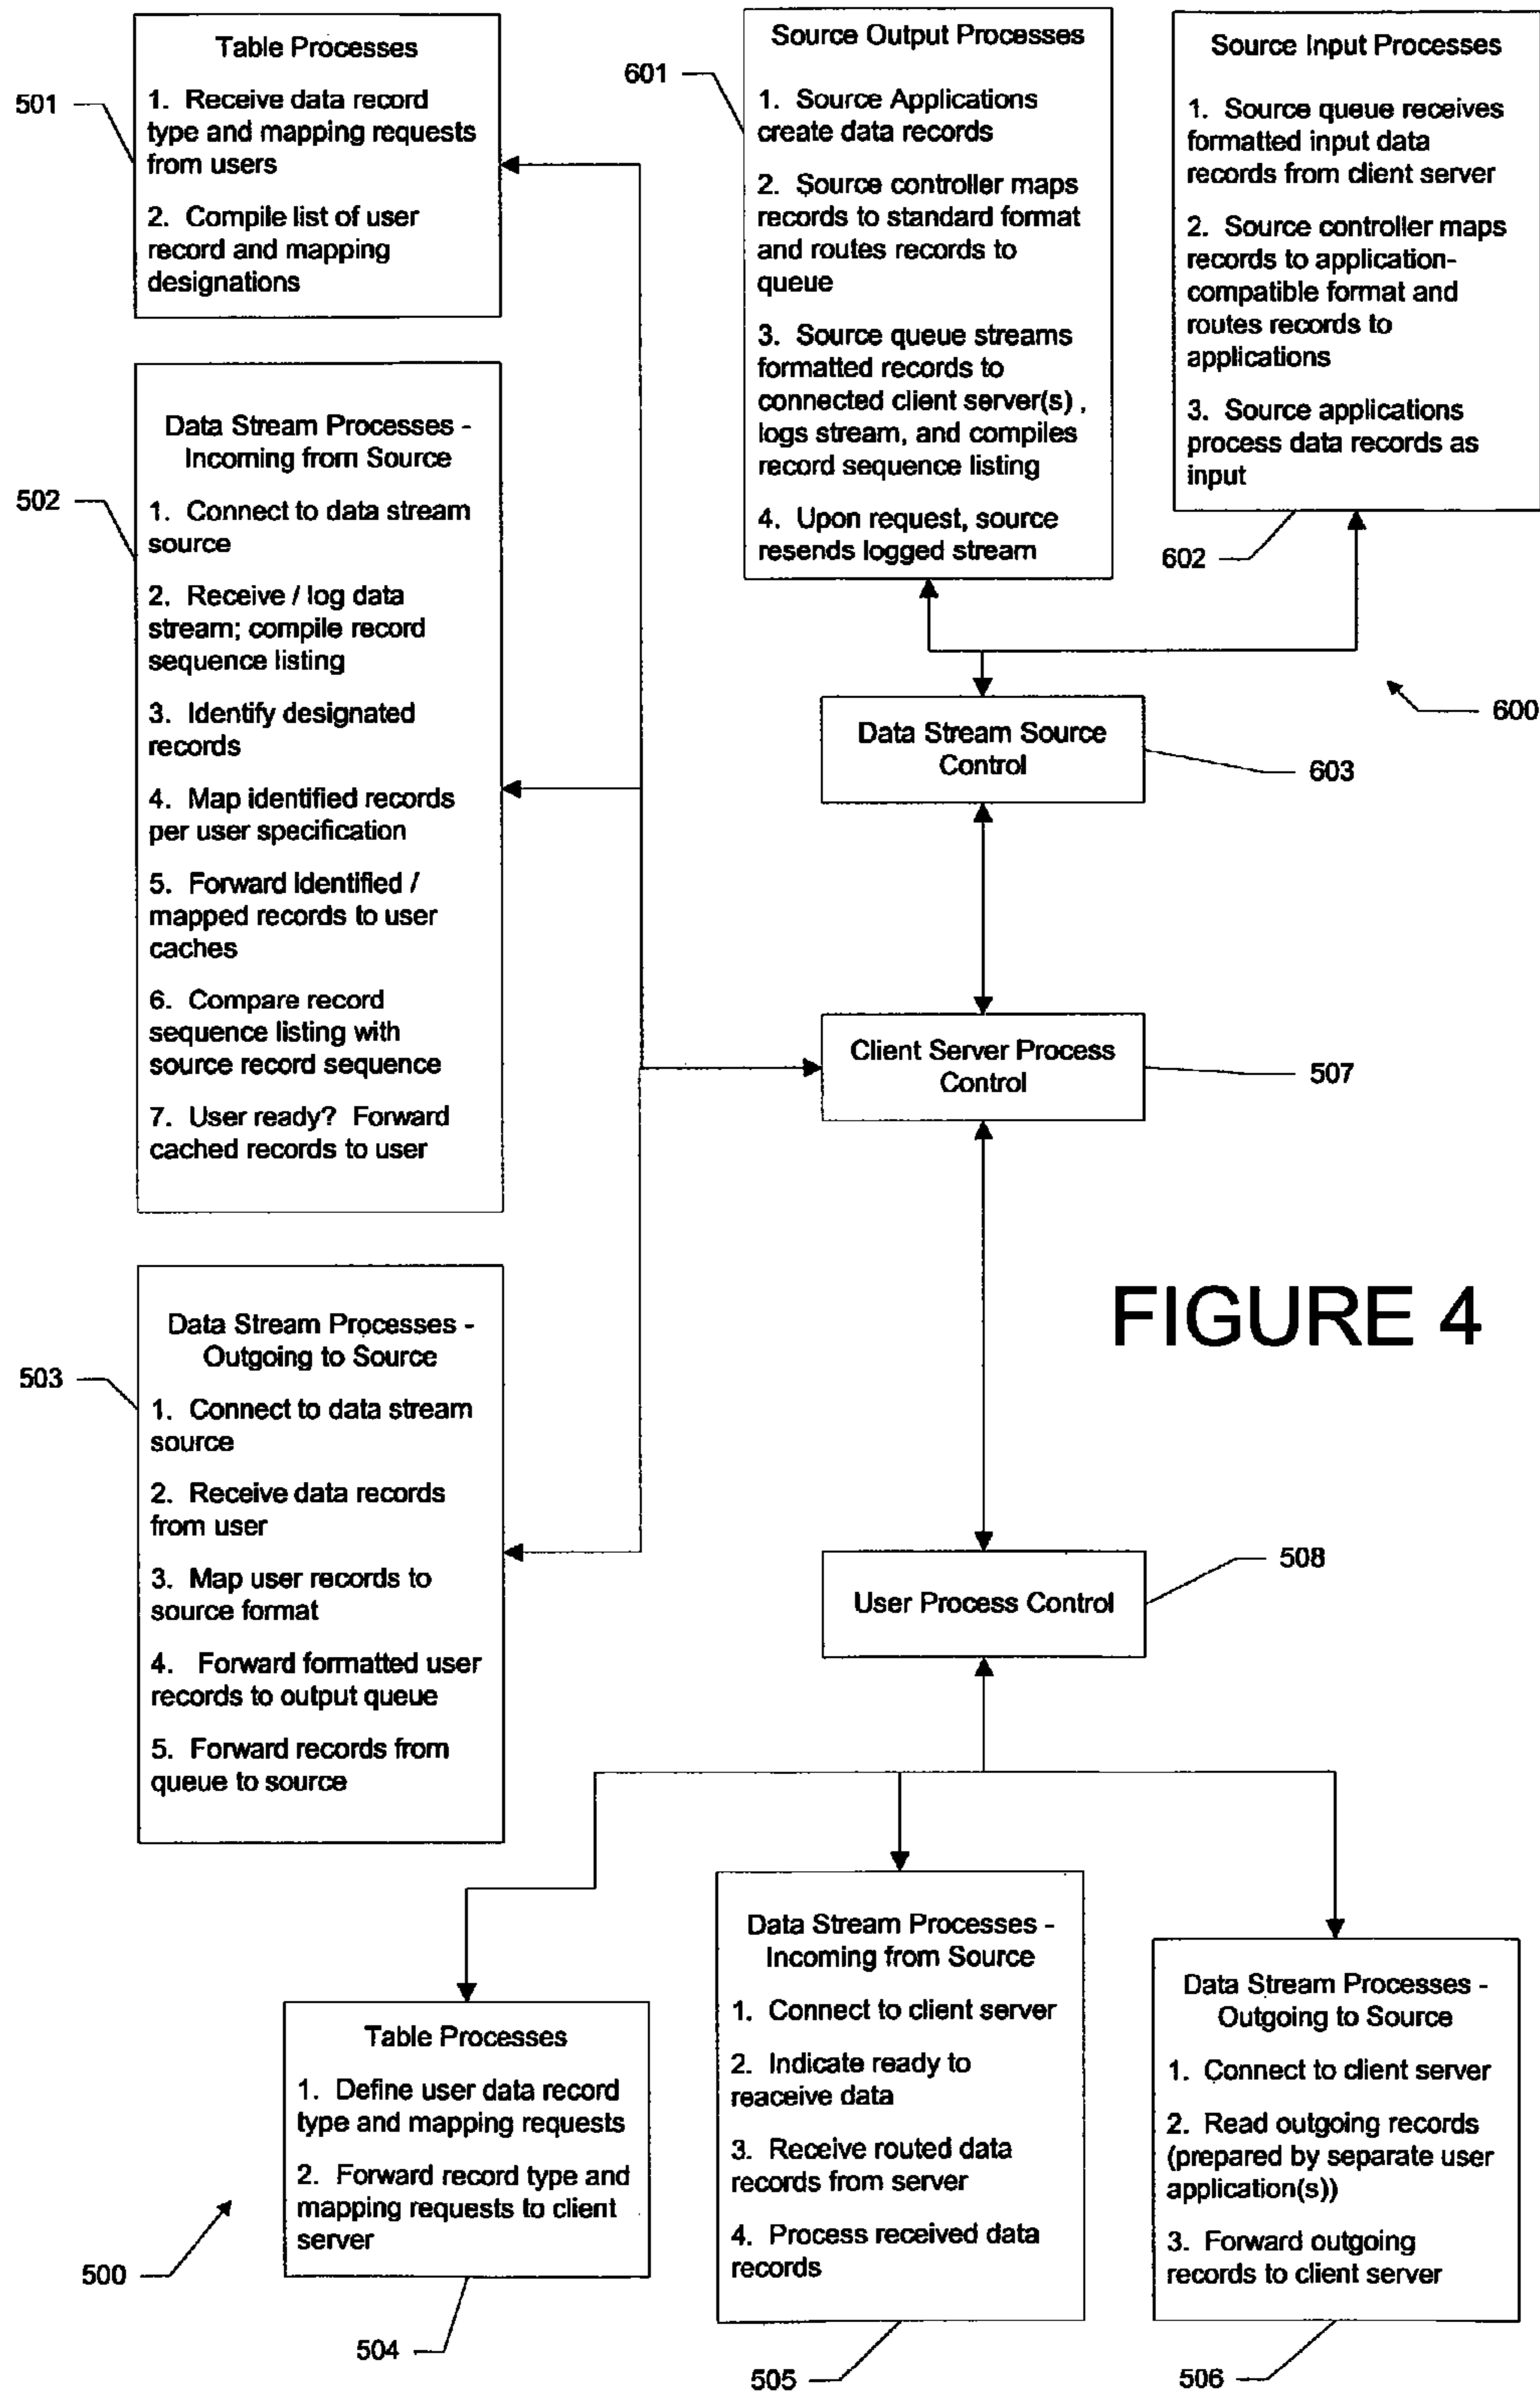 Table Processes
501
1. Receive data record
type and mapping requests
from users
2. Compile list of user
record and mapping
designations
Source Output Processes
601
1. Source Applications
create data records
2. Source controller maps
records to standard format
and routes records to
queue
3. Source queue streams
formatted records to
connected client server(s) ,
logs stream, and compiles
record sequence listing
4. Upon request, source
resends logged stream
Source Input Processes
1. Source queue receives
formatted input data
records from client server
2. Source controller maps
records to application-
compatible format and
routes records to
applications
3. Source applications
process data records as
input
602
600
Data Stream Processes -
Incoming from Source
502
1. Connect to data stream
source
2. Receive / log data
stream; compile record
sequence listing
3. Identify designated
records
4. Map identified records
per user specification
5. Forward identified /
mapped records to user
caches
6. Compare record
sequence listing with
source record sequence
7. User ready? Forward
cached records to user
Data Stream Source
Control
603
Client Server Process
Control
507
FIGURE 4
Data Stream Processes -
Outgoing to Source
503
1. Connect to data stream
source
2. Receive data records
from user
3. Map user records to
source format
4. Forward formatted user
records to output queue
5. Forward records from
queue to source
508
User Process Control
Table Processes
1. Define user data record
type and mapping requests
2. Forward record type and
mapping requests to client
server
500
504
Data Stream Processes -
Incoming from Source
1. Connect to client server
2. Indicate ready to
reaceive data
3. Receive routed data
records from server
4. Process received data
records
505
Data Stream Processes -
Outgoing to Source
1. Connect to client server
2. Read outgoing records
(prepared by separate user
application(s))
3. Forward outgoing
records to client server
506